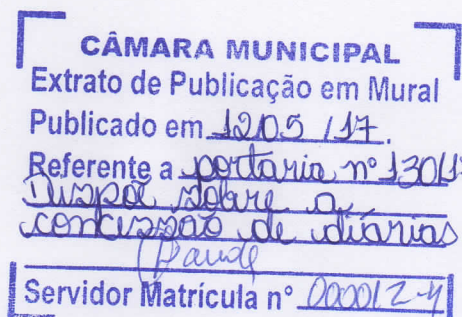 CÂMARA MUNICIPAL
Extrato de Publicação em Mural
Publicado em 12/05/17.
Referente a portaria nº 130/17
Dispoe sobre a
concessão de diárias
Servidor Matrícula nº 000012-4